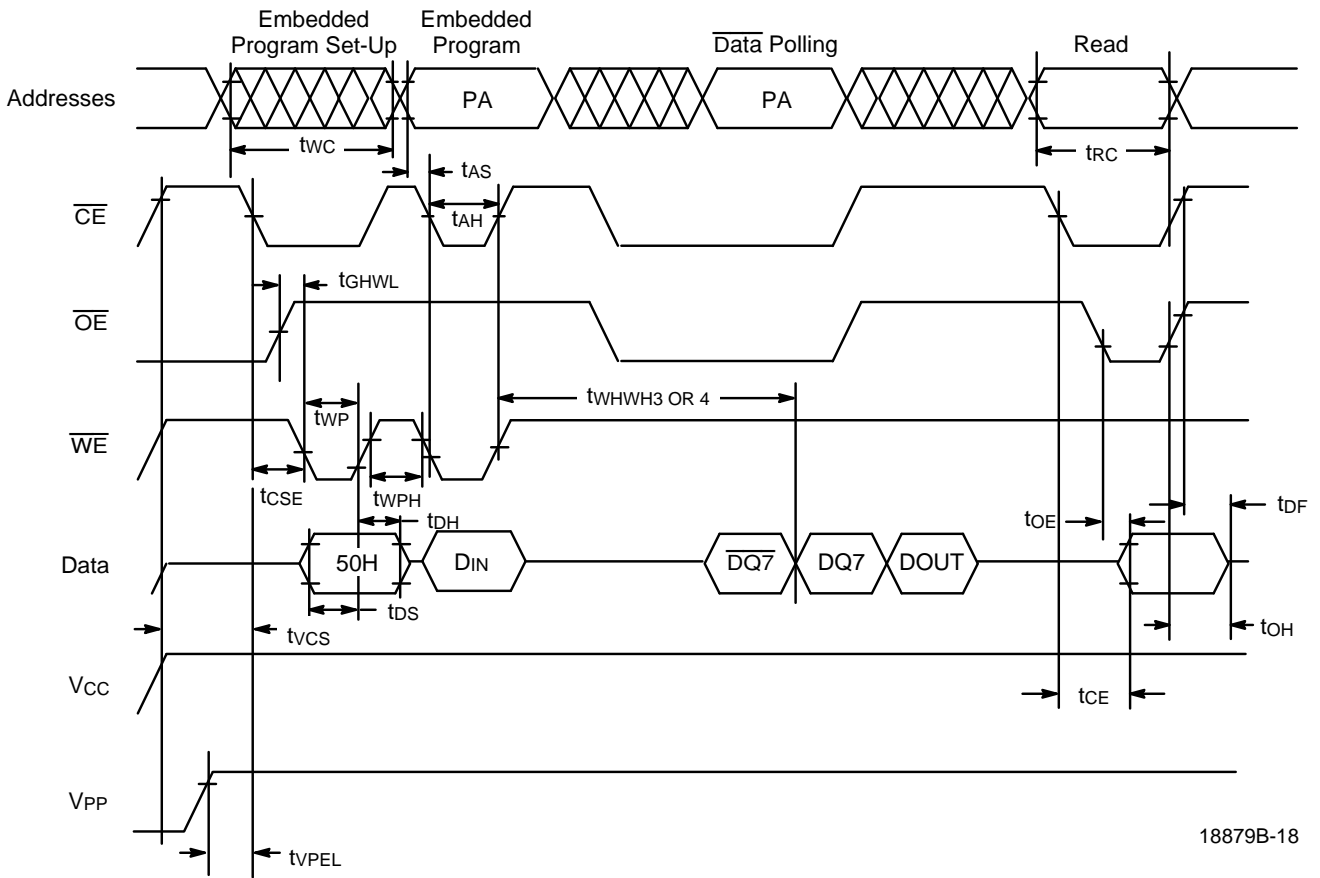 Embedded
Program Set-Up
Embedded
Program
Data Polling
Read
Addresses
PA
PA
tWC
tRC
tAS
CE
tAH
tGHWL
OE
tWHWH3 OR 4
tWP
WE
tCSE
tWPH
tDH
tOE
tDF
Data
50H
DIN
DQ7
DQ7
DOUT
tDS
tOH
tVCS
VCC
tCE
VPP
tVPEL
18879B-18